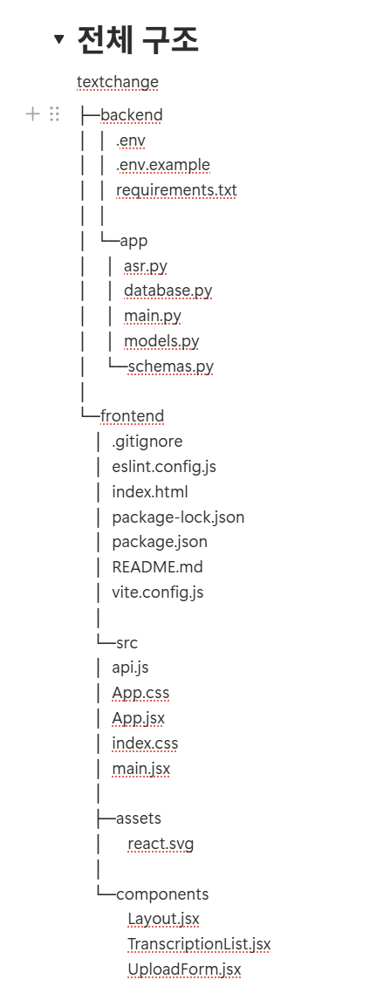 전체 구조
textchange
├─backend
│ │ .env
│ │ .env.example
│ │ requirements.txt
│ │
│ └─app
│ │ asr.py
│ │ database.py
│ │ main.py
│ │ models.py
│ └─schemas.py
│
└─frontend
│ .gitignore
│ eslint.config.js
│ index.html
│ package-lock.json
│ package.json
│ README.md
│ vite.config.js
│
└─src
│ api.js
│ App.css
│ App.jsx
│ index.css
│ main.jsx
│
├─assets
│ react.svg
│
└─components
Layout.jsx
TranscriptionList.jsx
UploadForm.jsx